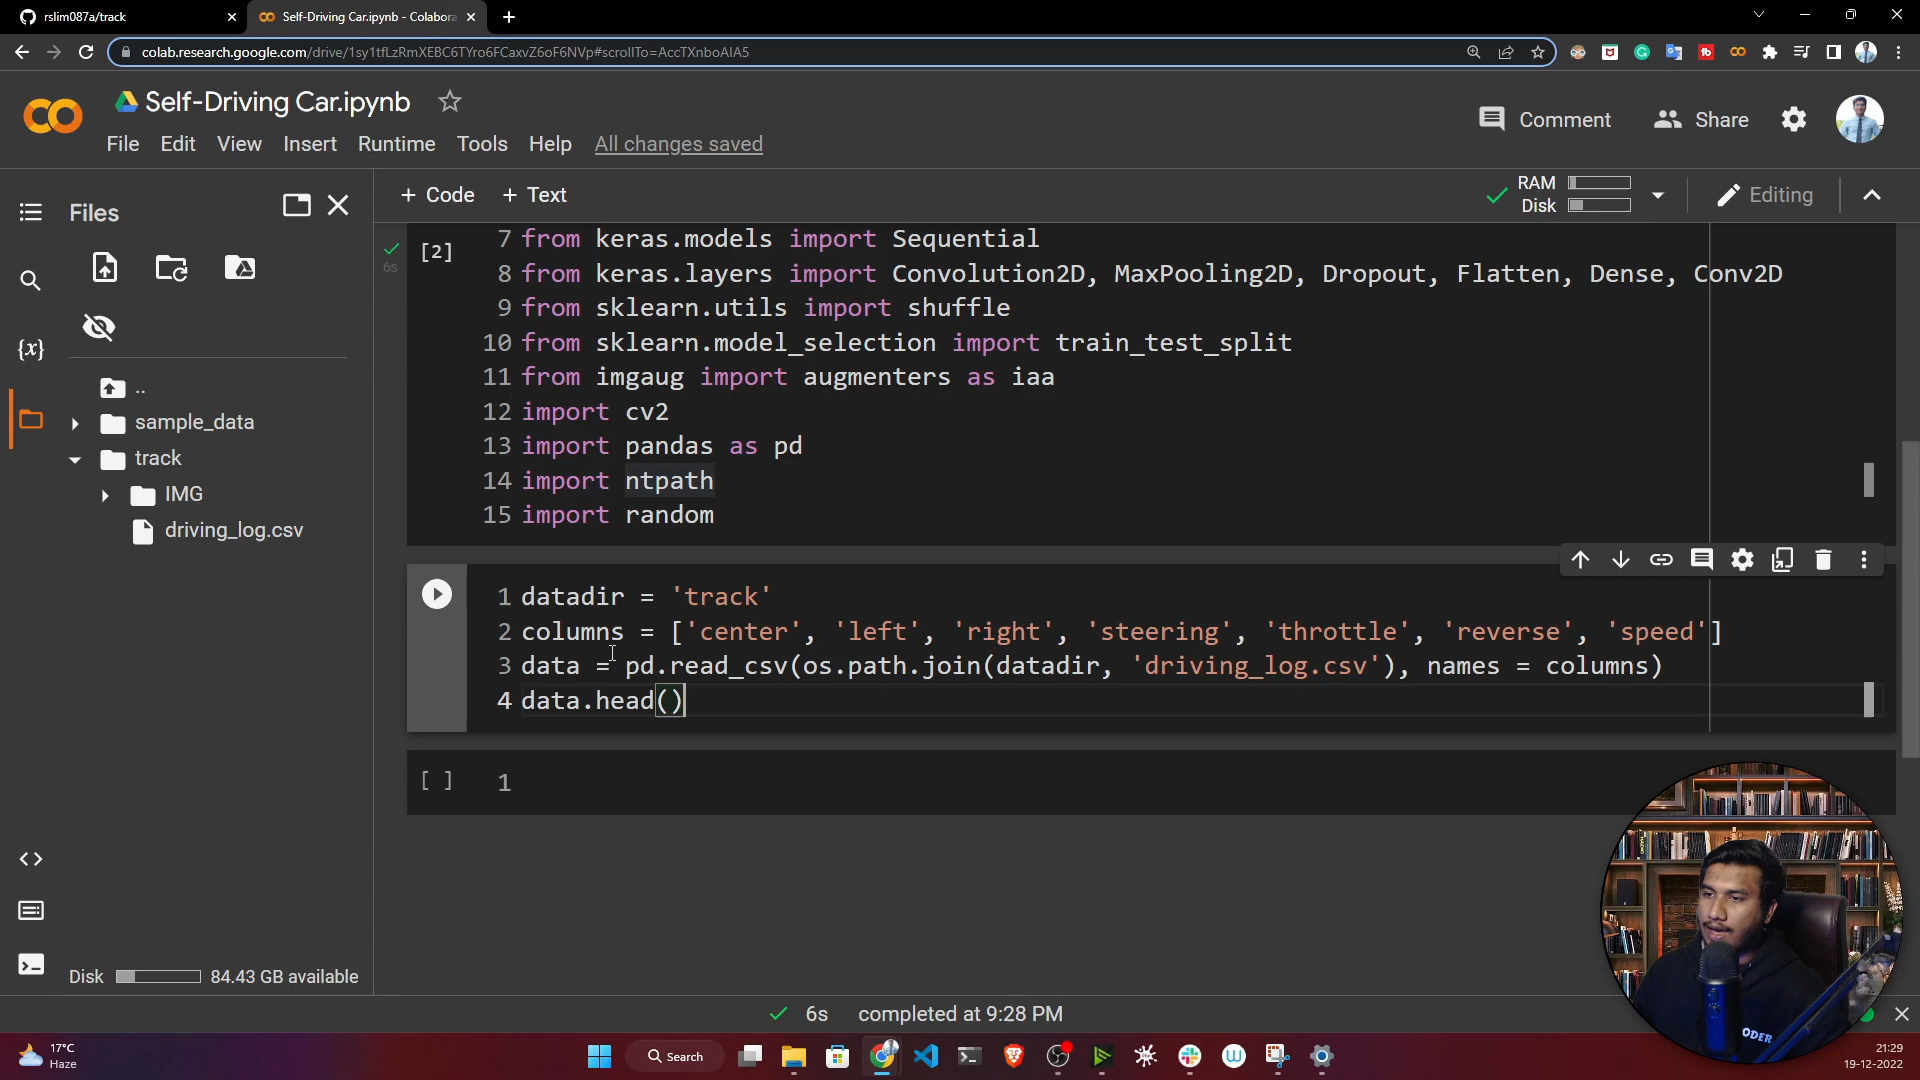 rslim087a/track
Self-Driving Car.ipynb - Colabora
colab.research.google.com/drive/1sy1tfLzRmXEBC6TYro6FCaxvZ6oF6NVp#scrollTo=AccTXnboAIA5
Self-Driving Car.ipynb
File Edit View Insert Runtime Tools Help All changes saved
Comment Share
Files
+ Code + Text
RAM
Disk
Editing
..
sample_data
track
IMG
driving_log.csv
Disk 84.43 GB available
6s
[2]
7 from keras.models import Sequential
8 from keras.layers import Convolution2D, MaxPooling2D, Dropout, Flatten, Dense, Conv2D
9 from sklearn.utils import shuffle
10 from sklearn.model_selection import train_test_split
11 from imgaug import augmenters as iaa
12 import cv2
13 import pandas as pd
14 import ntpath
15 import random
1 datadir = 'track'
2 columns = ['center', 'left', 'right', 'steering', 'throttle', 'reverse', 'speed']
3 data = pd.read_csv(os.path.join(datadir, 'driving_log.csv'), names = columns)
4 data.head()
[ ] 1
6s completed at 9:28 PM
ODER
17°C
Haze
Search
21:29
19-12-2022